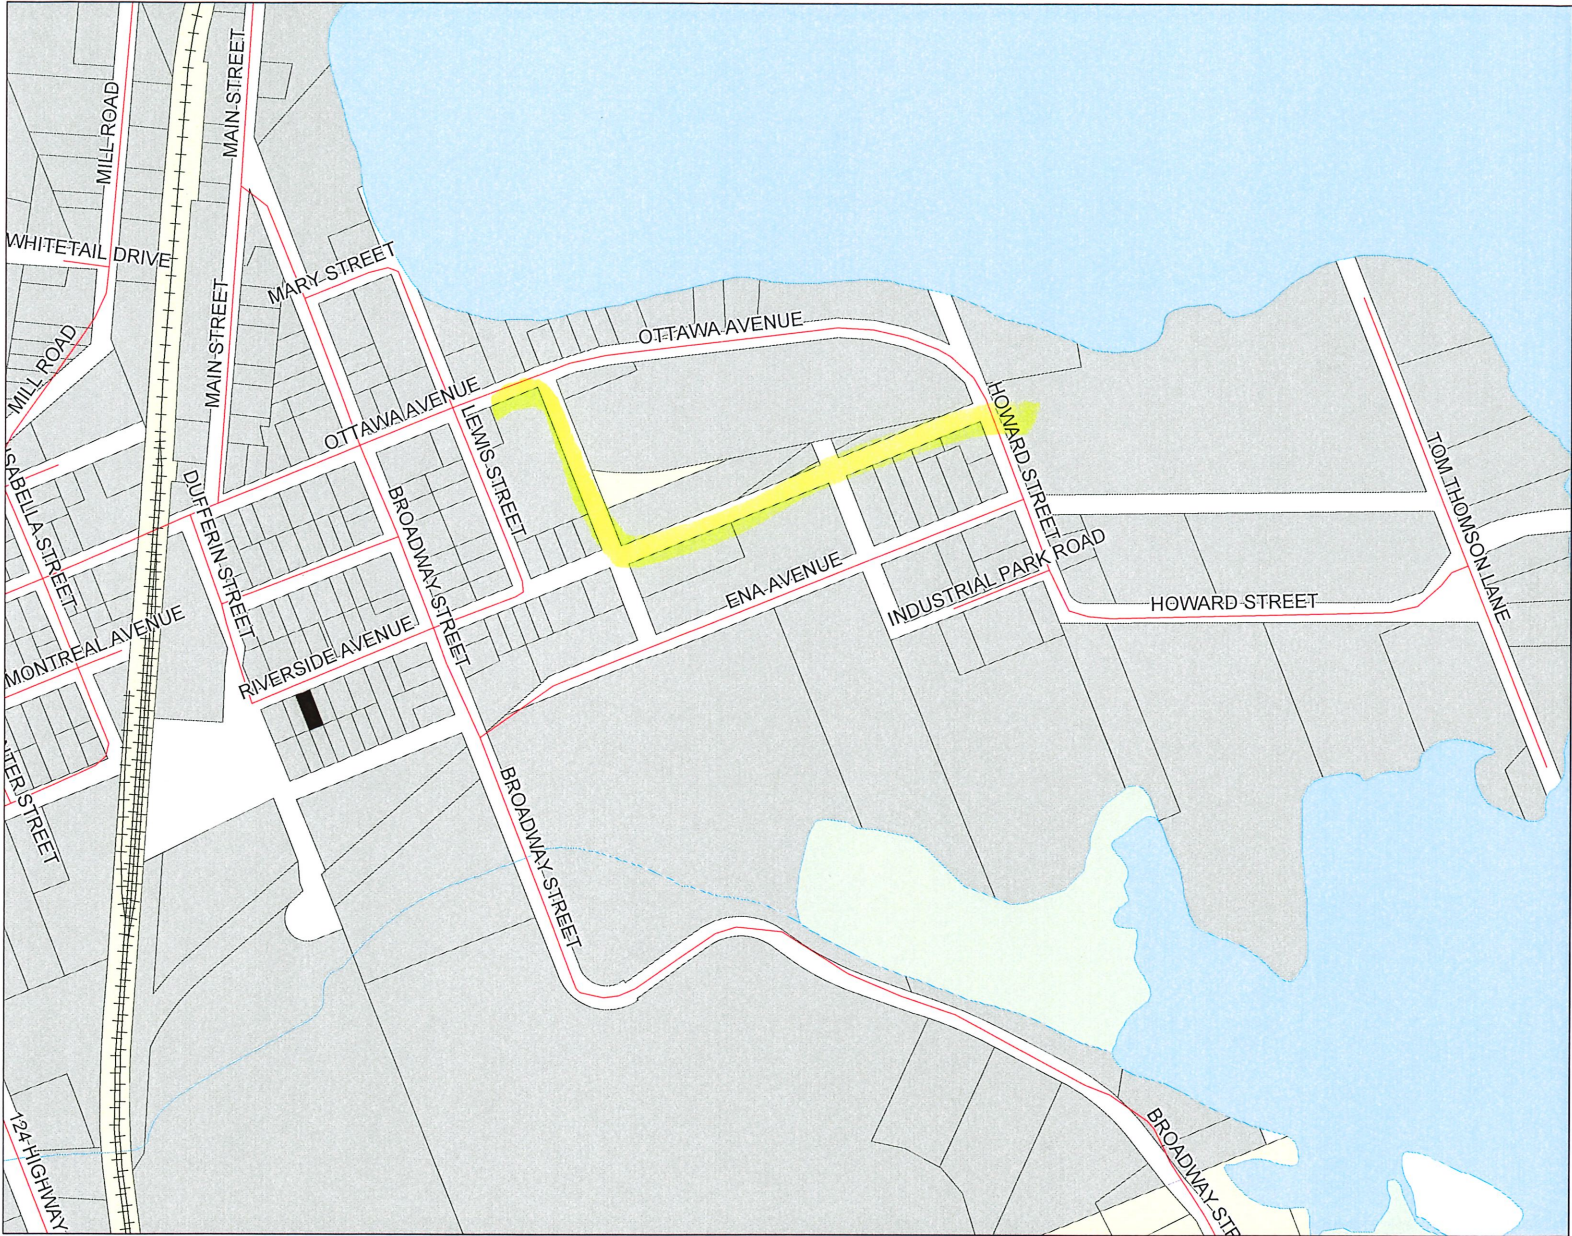 MILL ROAD
MAIN STREET
WHITETAIL DRIVE
MARY STREET
MAIN STREET
MILL ROAD
OTTAWA AVENUE
OTTAWA AVENUE
HOWARD STREET
LEWIS STREET
TOM THOMSON LANE
ISABELLA STREET
DUFFERIN STREET
BROADWAY STREET
ENA AVENUE
INDUSTRIAL PARK ROAD
HOWARD STREET
MONTREAL AVENUE
RIVERSIDE AVENUE
NTER STREET
BROADWAY STREET
124 HIGHWAY
BROADWAY STR